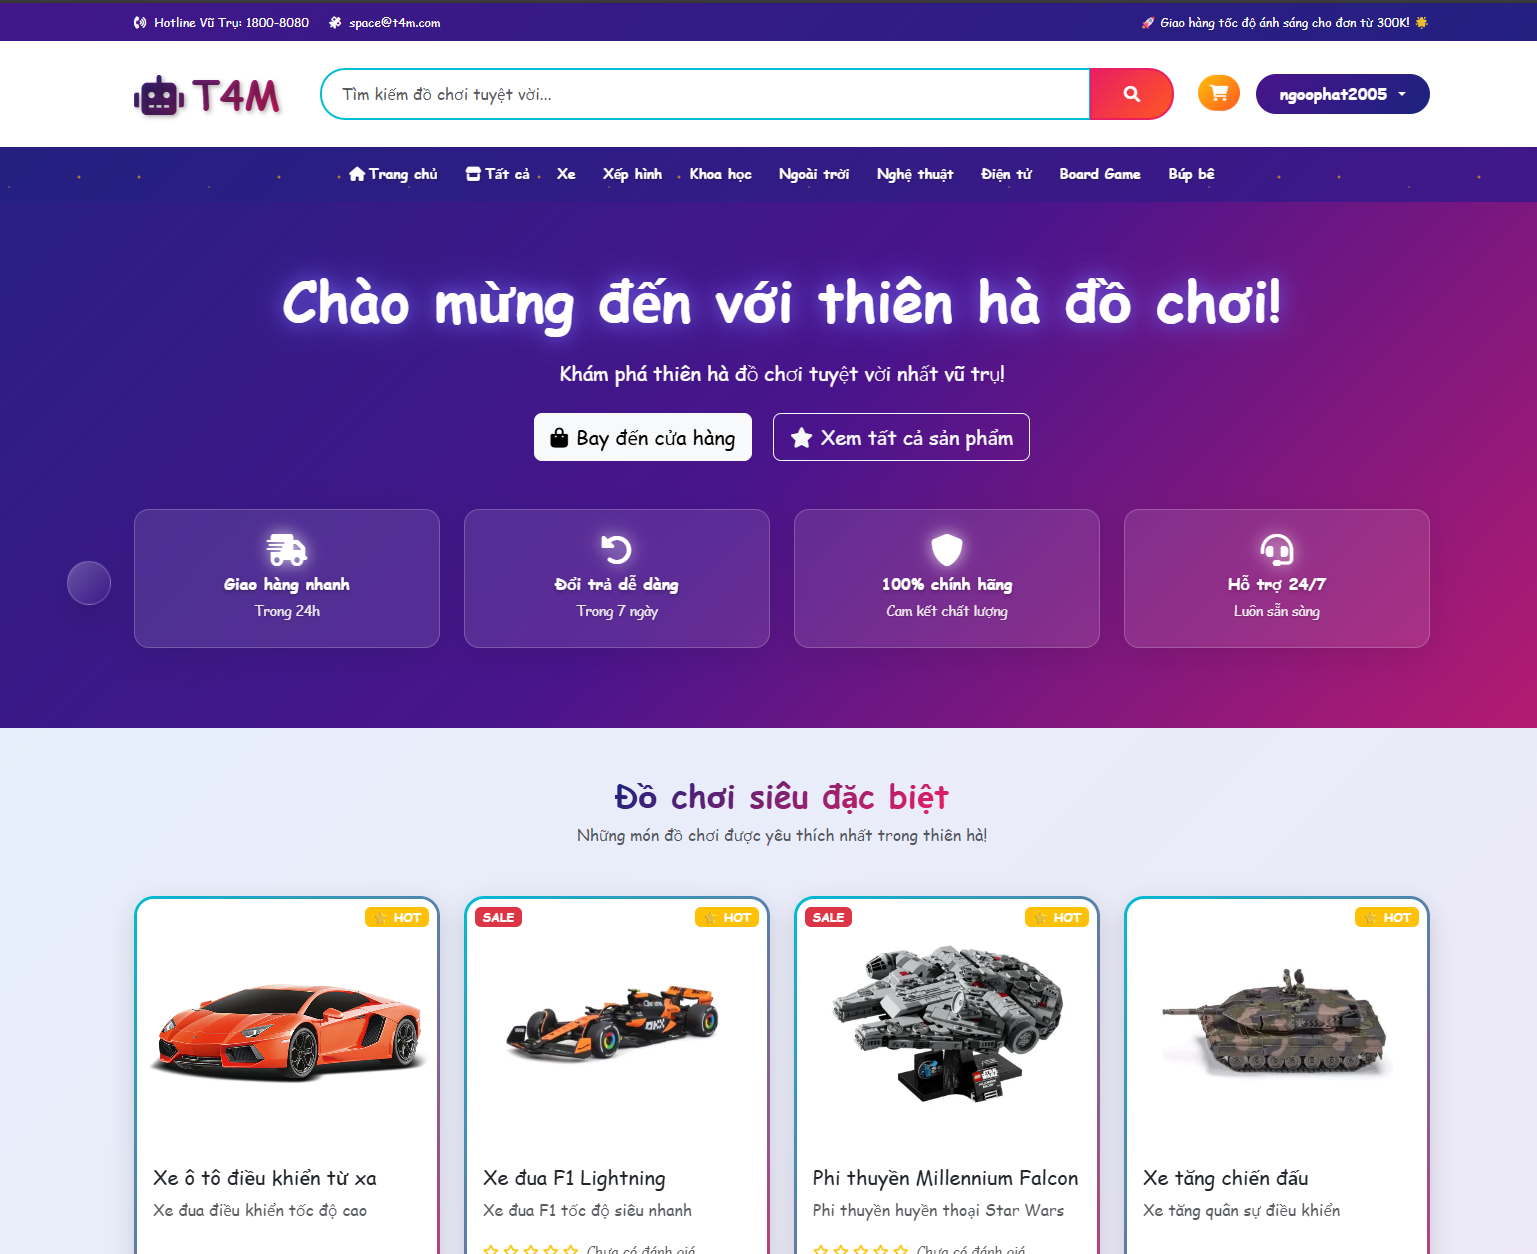 Hotline Vũ Trụ: 1800-8080 space@t4m.com 🚀 Giao hàng tốc độ ánh sáng cho đơn từ 300K! 🌟
T4M Tìm kiếm đồ chơi tuyệt vời... ngoophat2005
Trang chủ Tất cả Xe Xếp hình Khoa học Ngoài trời Nghệ thuật Điện tử Board Game Búp bê
Chào mừng đến với thiên hà đồ chơi!
Khám phá thiên hà đồ chơi tuyệt vời nhất vũ trụ!
Bay đến cửa hàng Xem tất cả sản phẩm
Giao hàng nhanh Đổi trả dễ dàng 100% chính hãng Hỗ trợ 24/7
Trong 24h Trong 7 ngày Cam kết chất lượng Luôn sẵn sàng
Đồ chơi siêu đặc biệt
Những món đồ chơi được yêu thích nhất trong thiên hà!
⭐ HOT SALE ⭐ HOT SALE ⭐ HOT ⭐ HOT
STAR WARS
Xe ô tô điều khiển từ xa Xe đua F1 Lightning Phi thuyền Millennium Falcon Xe tăng chiến đấu
Xe đua điều khiển tốc độ cao Xe đua F1 tốc độ siêu nhanh Phi thuyền huyền thoại Star Wars Xe tăng quân sự điều khiển
Chưa có đánh giá Chưa có đánh giá